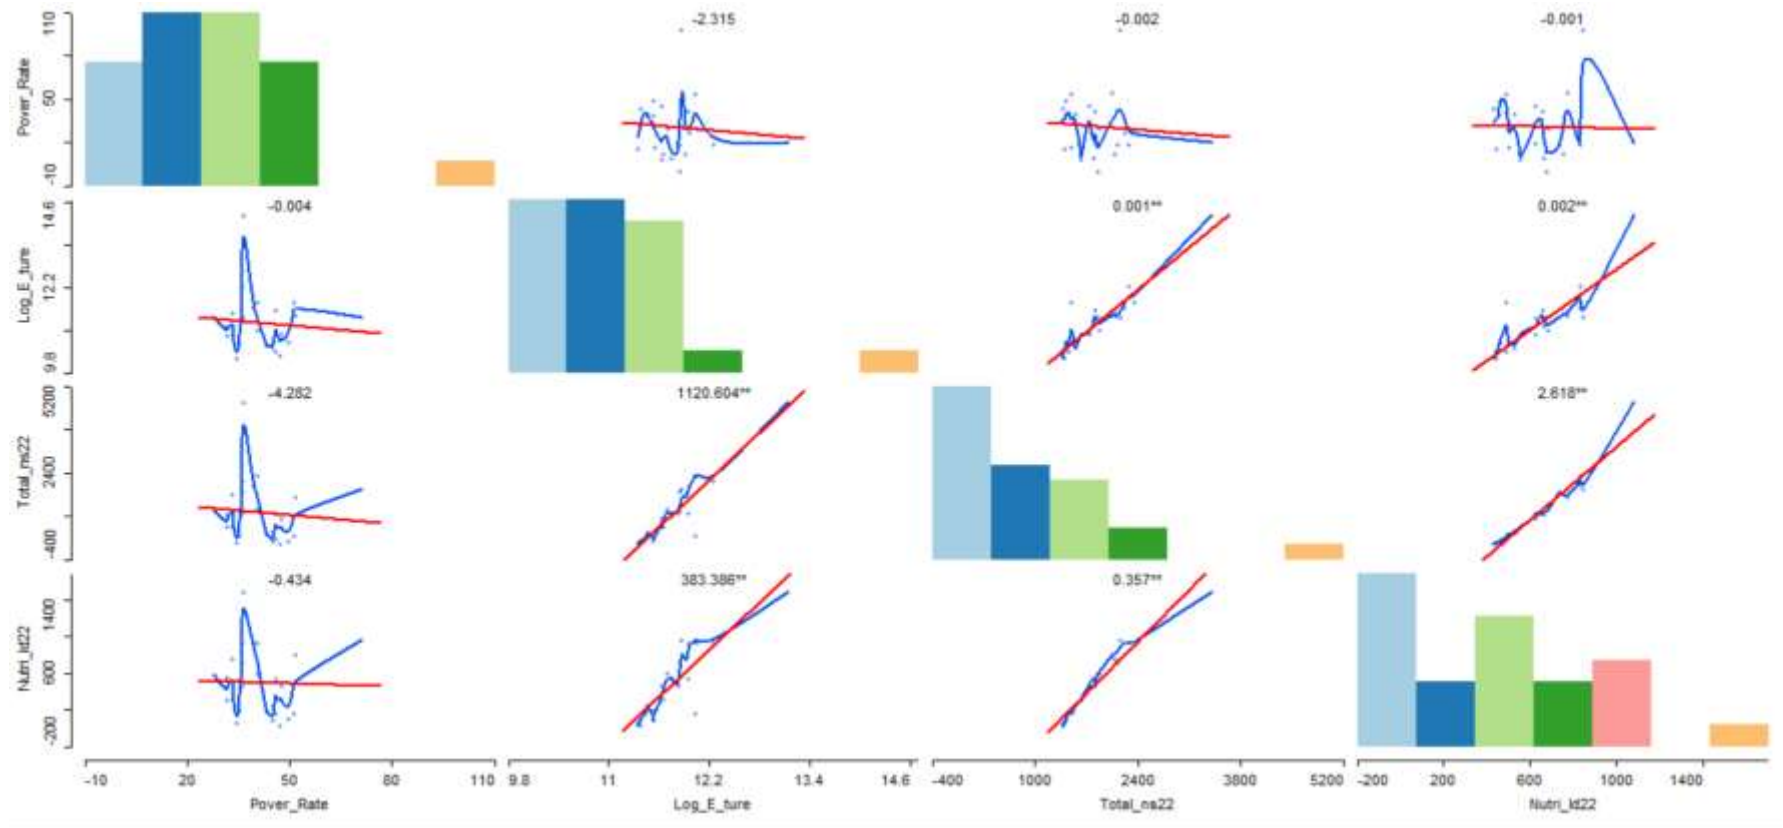 -2.315 -0.002 -0.001
110
50
-10
Pover_Rate
-0.004 0.001** 0.002**
14.6
12.2
9.8
Log_E_ture
-4.282 1120.604** 2.618**
5200
2400
-400
Total_ns22
-0.434 383.386** 0.357**
1400
600
-200
Nutri_ld22
-10 20 50 80 110 9.8 11 12.2 13.4 14.6 -400 1000 2400 3800 5200 -200 200 600 1000 1400
Pover_Rate Log_E_ture Total_ns22 Nutri_ld22